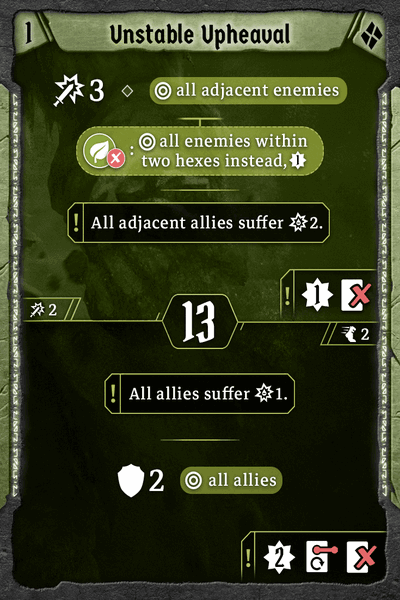 1
Unstable Upheaval
3 all adjacent enemies
: all enemies within
two hexes instead, 1
! All adjacent allies suffer 2.
! 1
2
13
2
! All allies suffer 1.
2 all allies
! 2